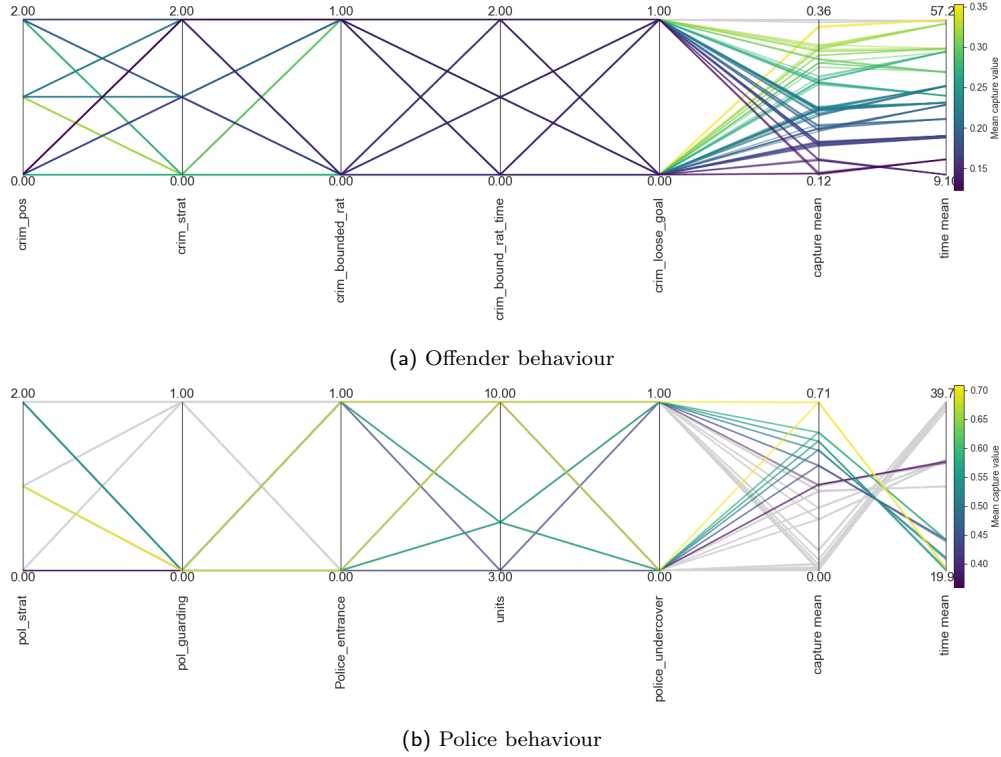 2.00 2.00 1.00 2.00 1.00 0.36 57.2 0.35
0.30
0.25
0.20
0.15
Mean capture value
0.00 0.00 0.00 0.00 0.00 0.12 9.10
crim_pos crim_strat crim_bounded_rat crim_bound_rat_time crim_loose_goal capture mean time mean
(a) Offender behaviour
2.00 1.00 1.00 10.00 1.00 0.71 39.7 0.70
0.65
0.60
0.55
0.50
0.45
0.40
Mean capture value
0.00 0.00 0.00 3.00 0.00 0.00 19.9
pol_strat pol_guarding Police_entrance units police_undercover capture mean time mean
(b) Police behaviour